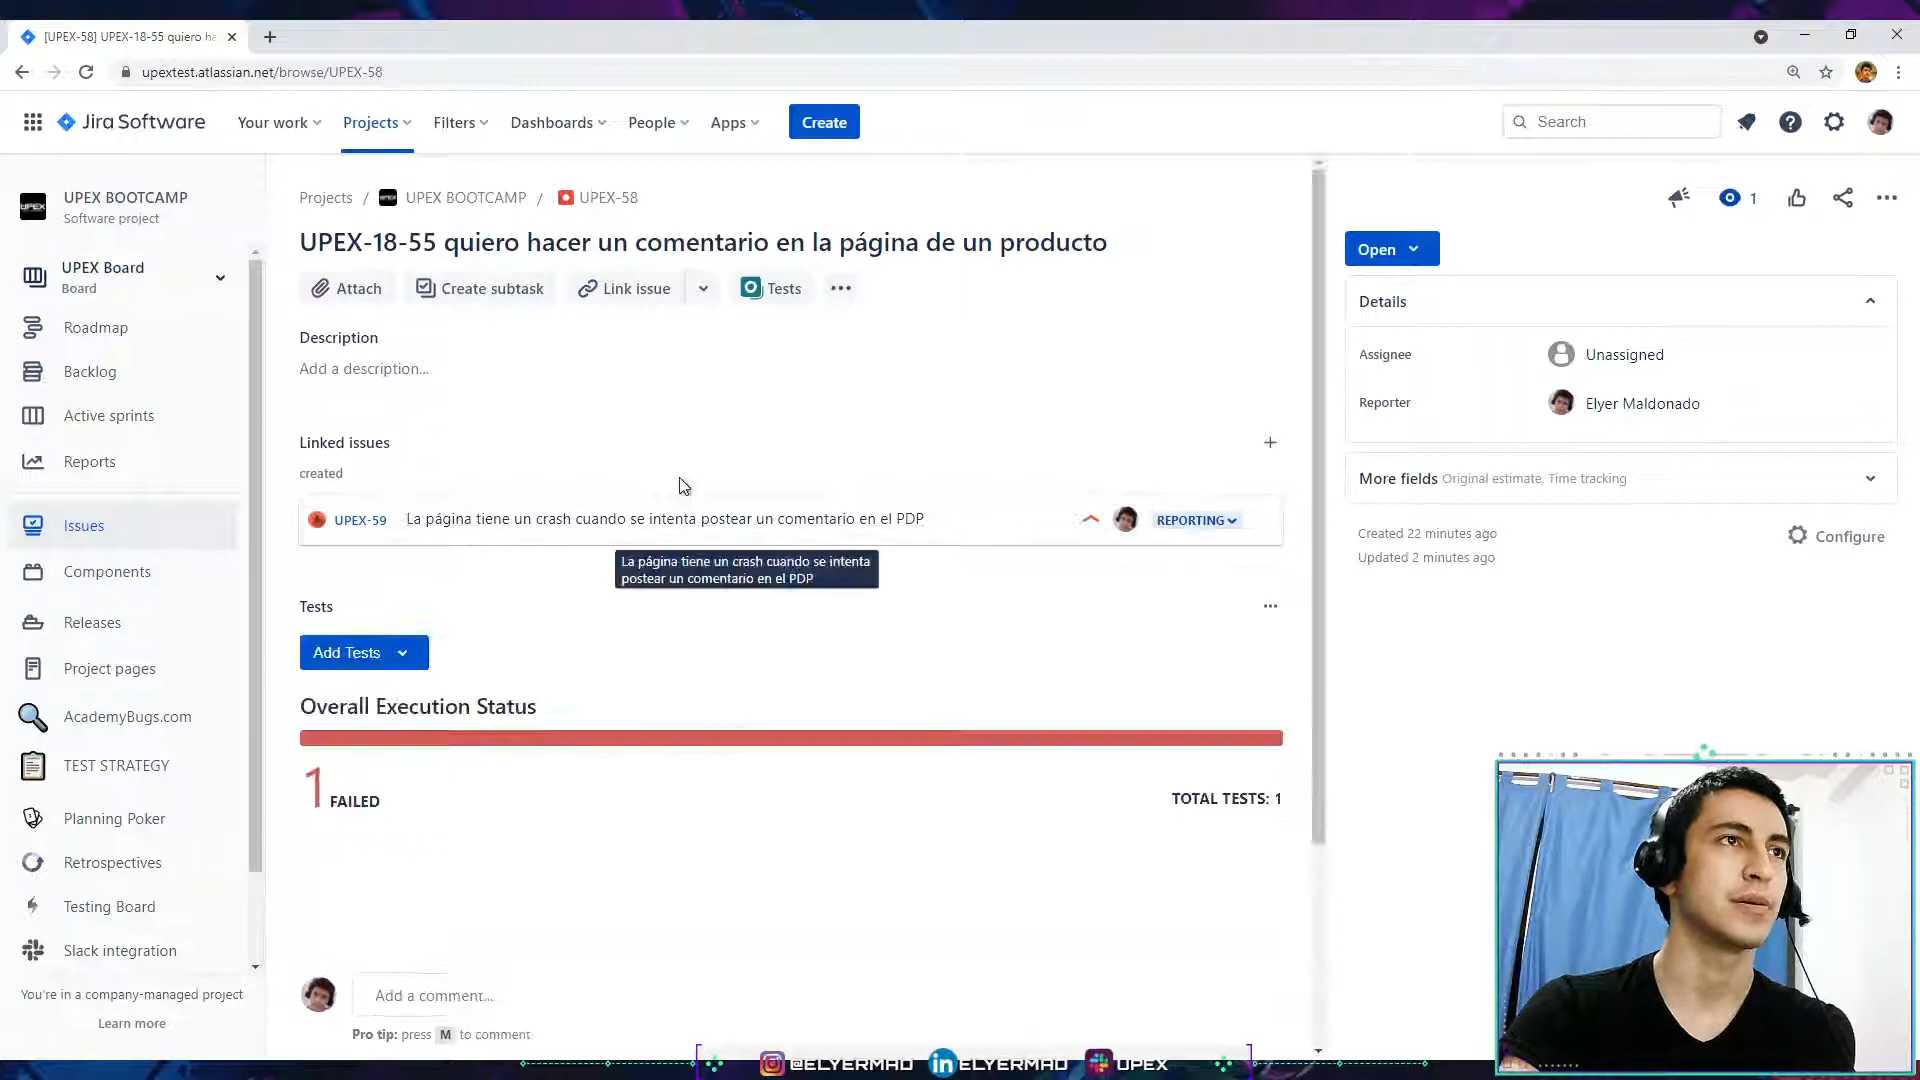 [UPEX-58] UPEX-18-55 quiero ha
upextest.atlassian.net/browse/UPEX-58
Jira Software
Your work
Projects
Filters
Dashboards
People
Apps
Create
Search
UPEX BOOTCAMP
Software project
UPEX Board
Board
Roadmap
Backlog
Active sprints
Reports
Issues
Components
Releases
Project pages
AcademyBugs.com
TEST STRATEGY
Planning Poker
Retrospectives
Testing Board
Slack integration
You're in a company-managed project
Learn more
Projects / UPEX BOOTCAMP / UPEX-58
UPEX-18-55 quiero hacer un comentario en la página de un producto
Attach
Create subtask
Link issue
Tests
Description
Add a description...
Linked issues
created
UPEX-59 La página tiene un crash cuando se intenta postear un comentario en el PDP REPORTING
La página tiene un crash cuando se intenta
postear un comentario en el PDP
Tests
Add Tests
Overall Execution Status
1 FAILED
TOTAL TESTS: 1
Add a comment...
Pro tip: press M to comment
1
Open
Details
Assignee Unassigned
Reporter Elyer Maldonado
More fields Original estimate, Time tracking
Created 22 minutes ago
Updated 2 minutes ago
Configure
@ELYERMAD
in ELYERMAD
UPEX